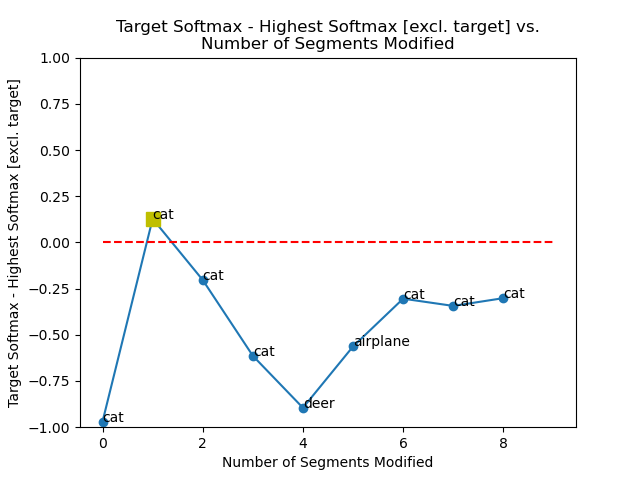 Target Softmax - Highest Softmax [excl. target] vs.
Number of Segments Modified
Target Softmax - Highest Softmax [excl. target]
1.00
0.75
0.50
0.25
0.00
−0.25
−0.50
−0.75
−1.00
cat
cat
cat
cat
deer
airplane
cat
cat
cat
0 2 4 6 8
Number of Segments Modified